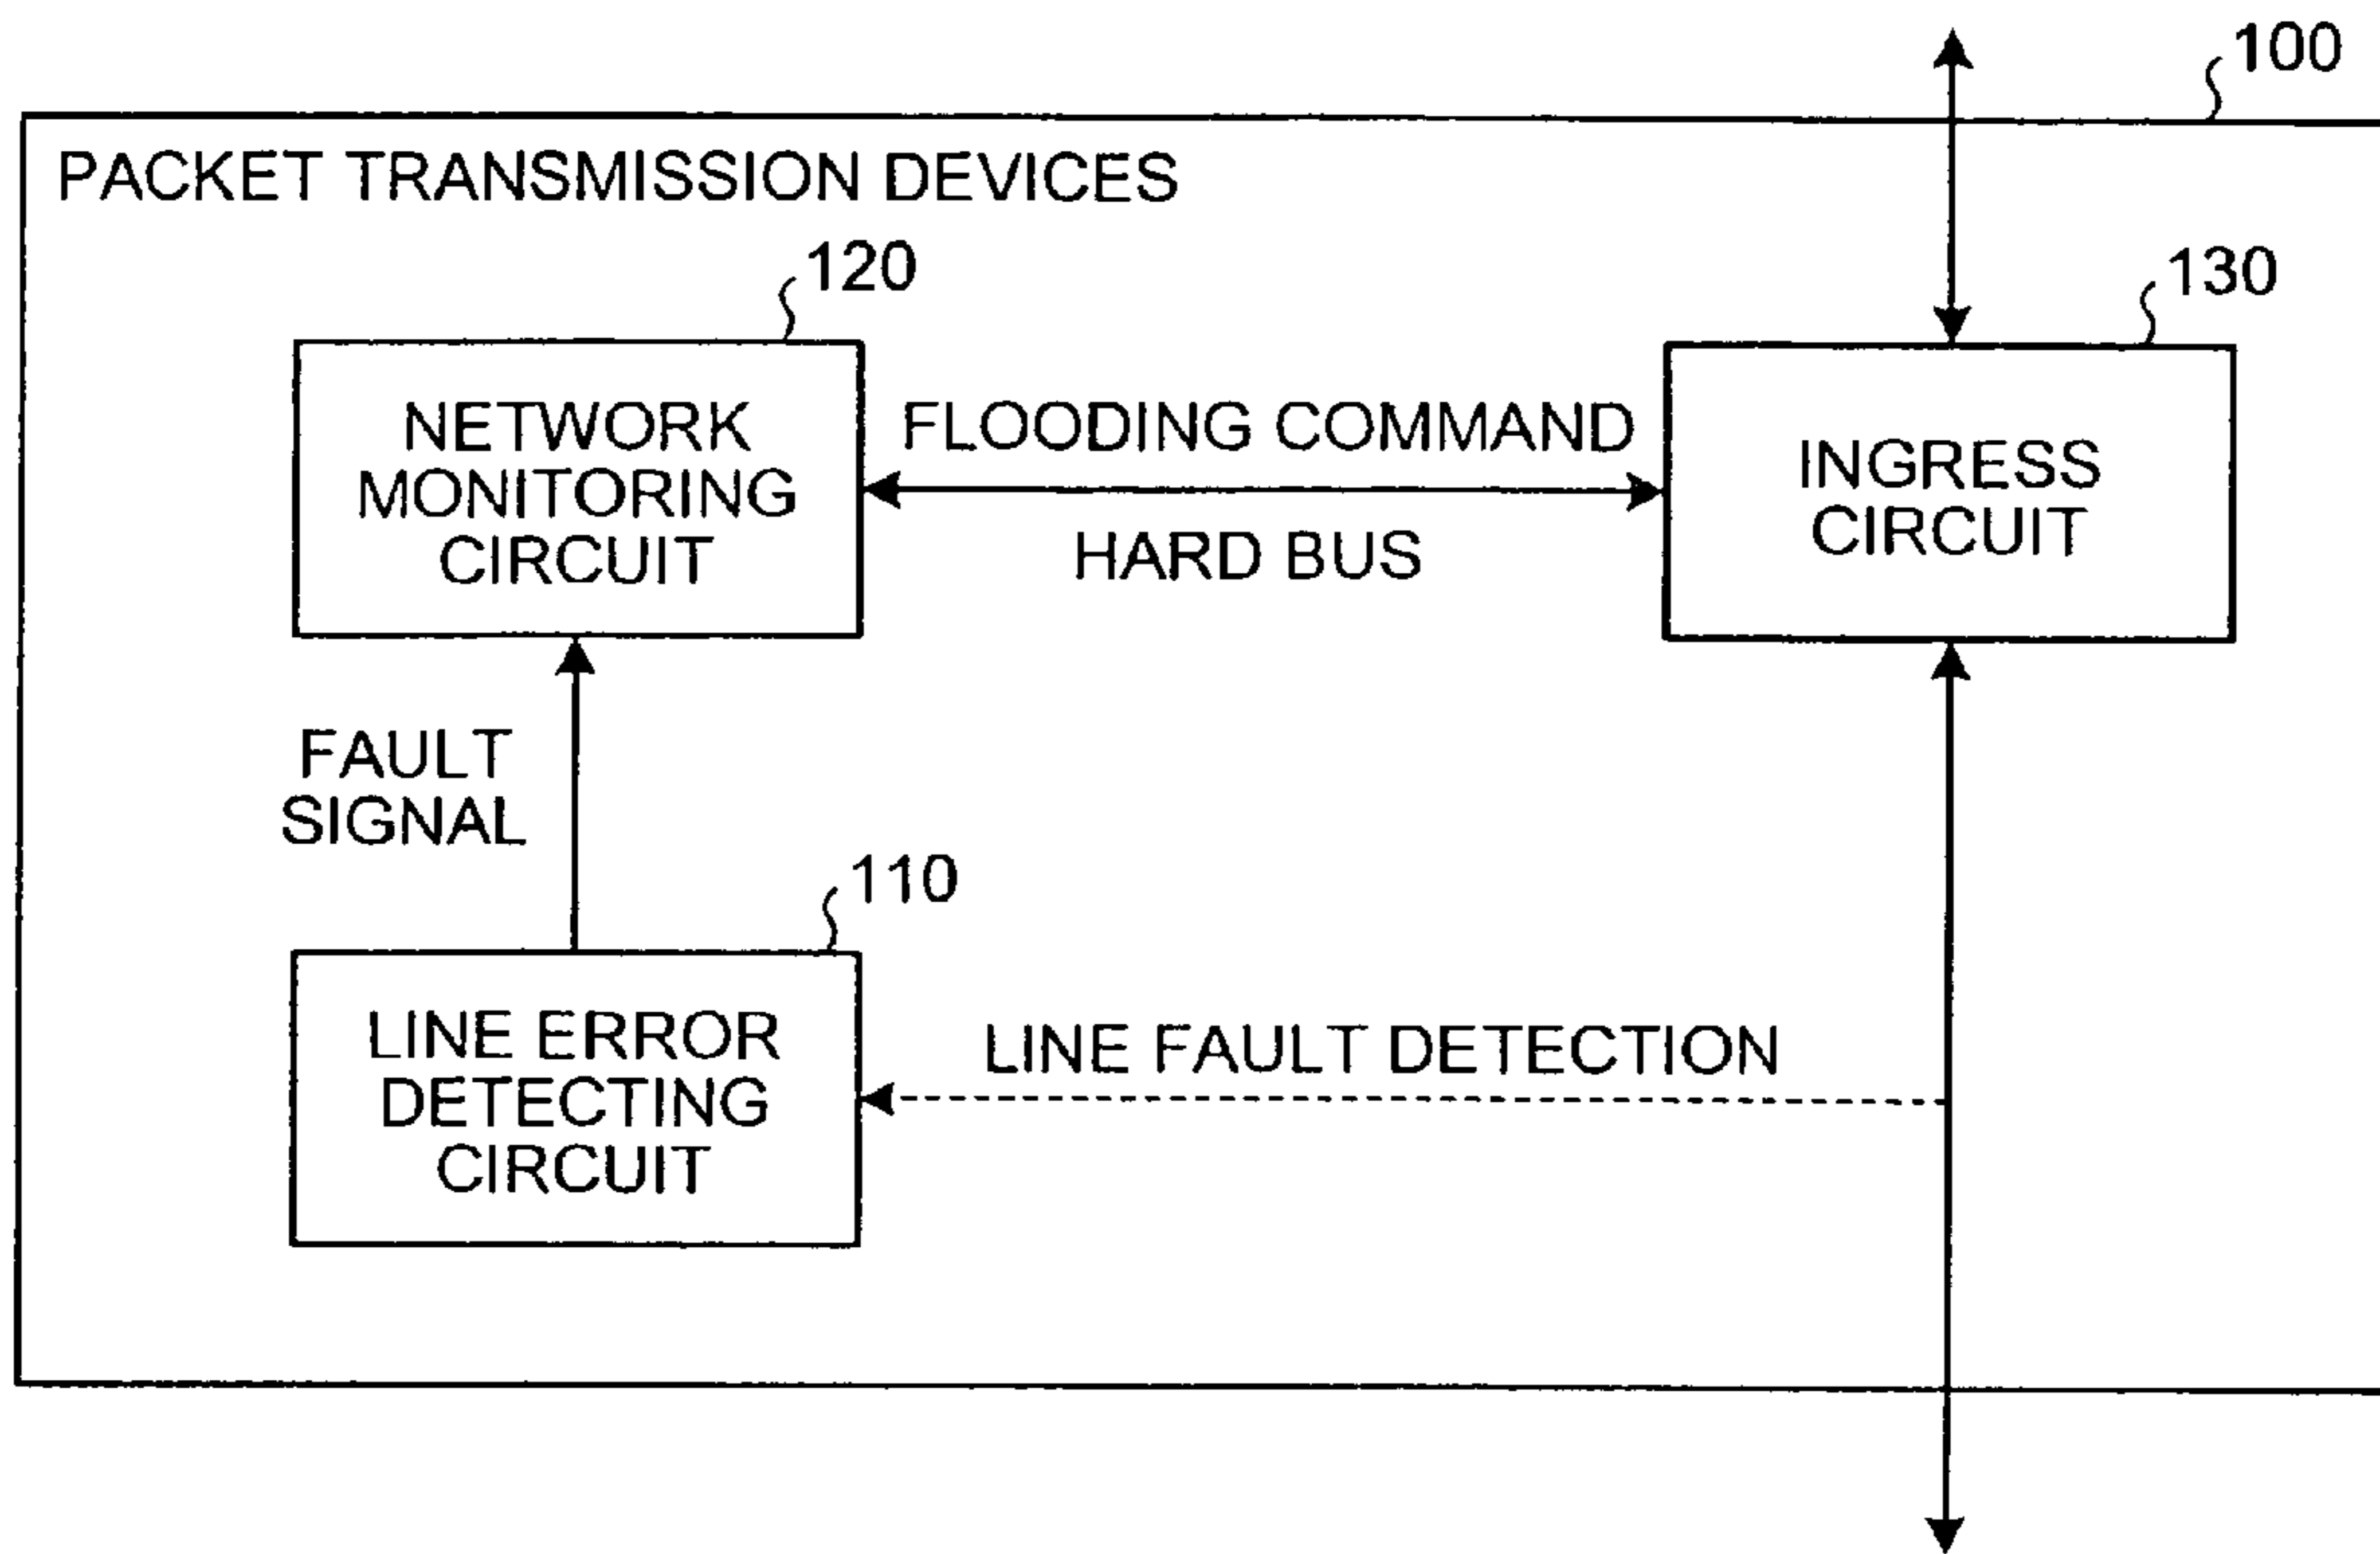 100
PACKET TRANSMISSION DEVICES
120
130
NETWORK
MONITORING
CIRCUIT
FLOODING COMMAND
HARD BUS
INGRESS
CIRCUIT
FAULT
SIGNAL
110
LINE ERROR
DETECTING
CIRCUIT
LINE FAULT DETECTION